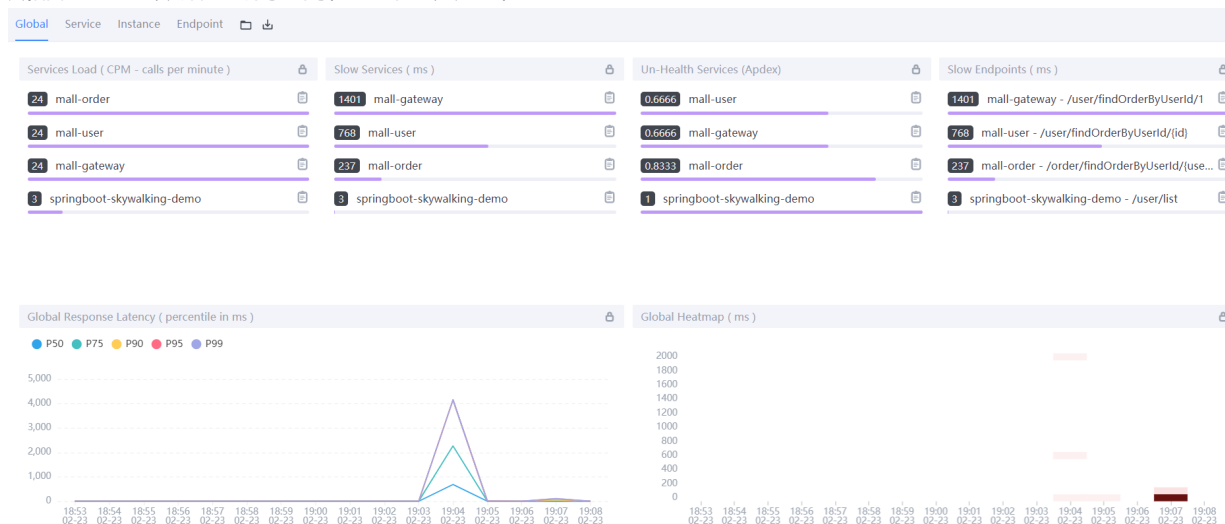 Global Service Instance Endpoint
Services Load ( CPM - calls per minute )
24 mall-order
24 mall-user
24 mall-gateway
3 springboot-skywalking-demo
Slow Services ( ms )
1401 mall-gateway
768 mall-user
237 mall-order
3 springboot-skywalking-demo
Un-Health Services (Apdex)
0.6666 mall-user
0.6666 mall-gateway
0.8333 mall-order
1 springboot-skywalking-demo
Slow Endpoints ( ms )
1401 mall-gateway - /user/findOrderByUserId/1
768 mall-user - /user/findOrderByUserId/{id}
237 mall-order - /order/findOrderByUserId/{use...
3 springboot-skywalking-demo - /user/list
Global Response Latency ( percentile in ms )
P50 P75 P90 P95 P99
5,000
4,000
3,000
2,000
1,000
0
18:53 18:54 18:55 18:56 18:57 18:58 18:59 19:00 19:01 19:02 19:03 19:04 19:05 19:06 19:07 19:08
02-23 02-23 02-23 02-23 02-23 02-23 02-23 02-23 02-23 02-23 02-23 02-23 02-23 02-23 02-23 02-23
Global Heatmap ( ms )
2000
1800
1600
1400
1200
1000
800
600
400
200
0
18:53 18:54 18:55 18:56 18:57 18:58 18:59 19:00 19:01 19:02 19:03 19:04 19:05 19:06 19:07 19:08
02-23 02-23 02-23 02-23 02-23 02-23 02-23 02-23 02-23 02-23 02-23 02-23 02-23 02-23 02-23 02-23